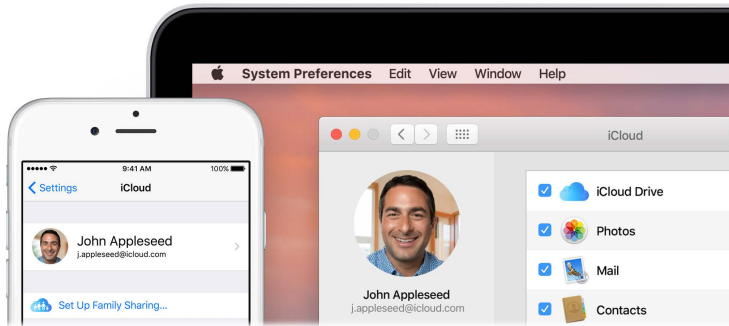 System Preferences Edit View Window Help
iCloud
iCloud Drive
Photos
Mail
Contacts
John Appleseed
j.appleseed@icloud.com
9:41 AM 100%
Settings iCloud
John Appleseed
j.appleseed@icloud.com
Set Up Family Sharing...